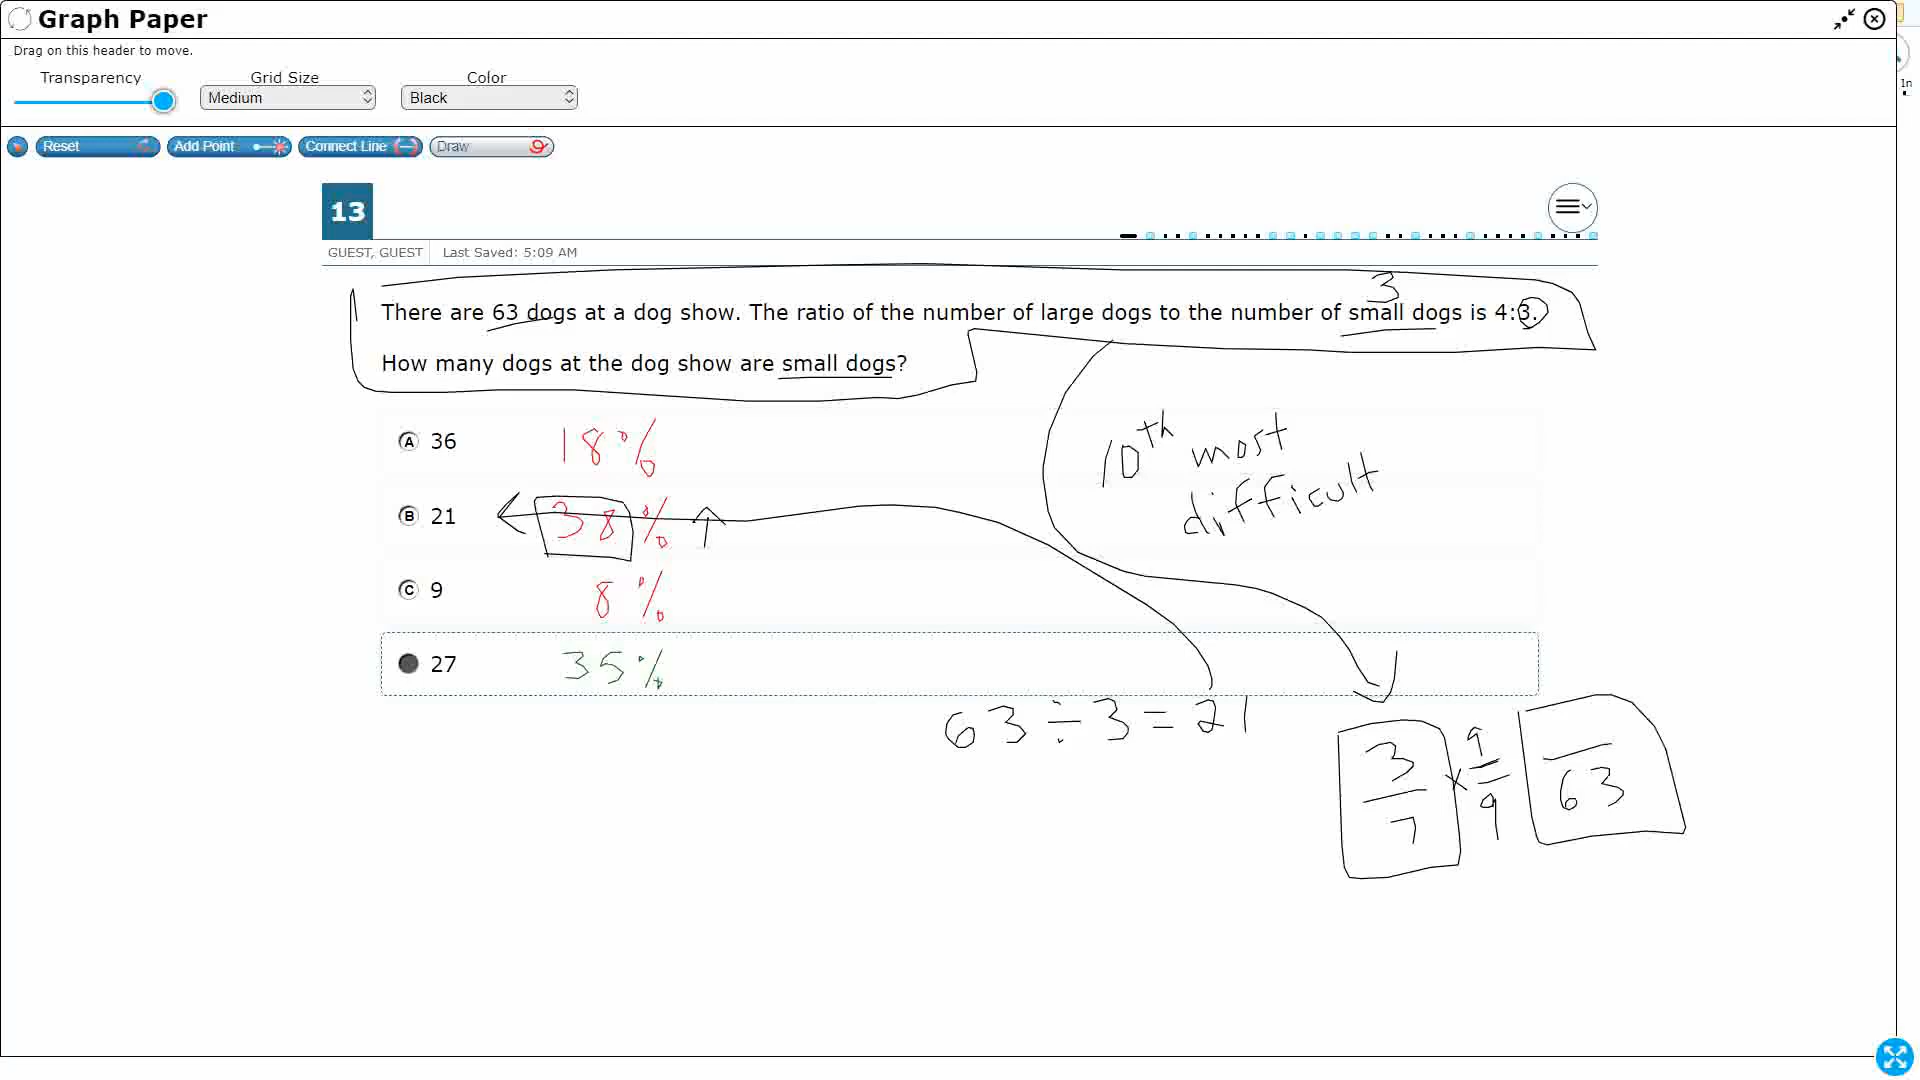 Graph Paper
Drag on this header to move.
Transparency Grid Size Color
Medium Black
Reset Add Point Connect Line Draw
13
GUEST, GUEST Last Saved: 5:09 AM
3
There are 63 dogs at a dog show. The ratio of the number of large dogs to the number of small dogs is 4:3.
How many dogs at the dog show are small dogs?
A 36 18%
10th most
difficult
B 21 38%
C 9 8%
27 35%
63 ÷ 3 = 21
3/7 × 9/9
/63